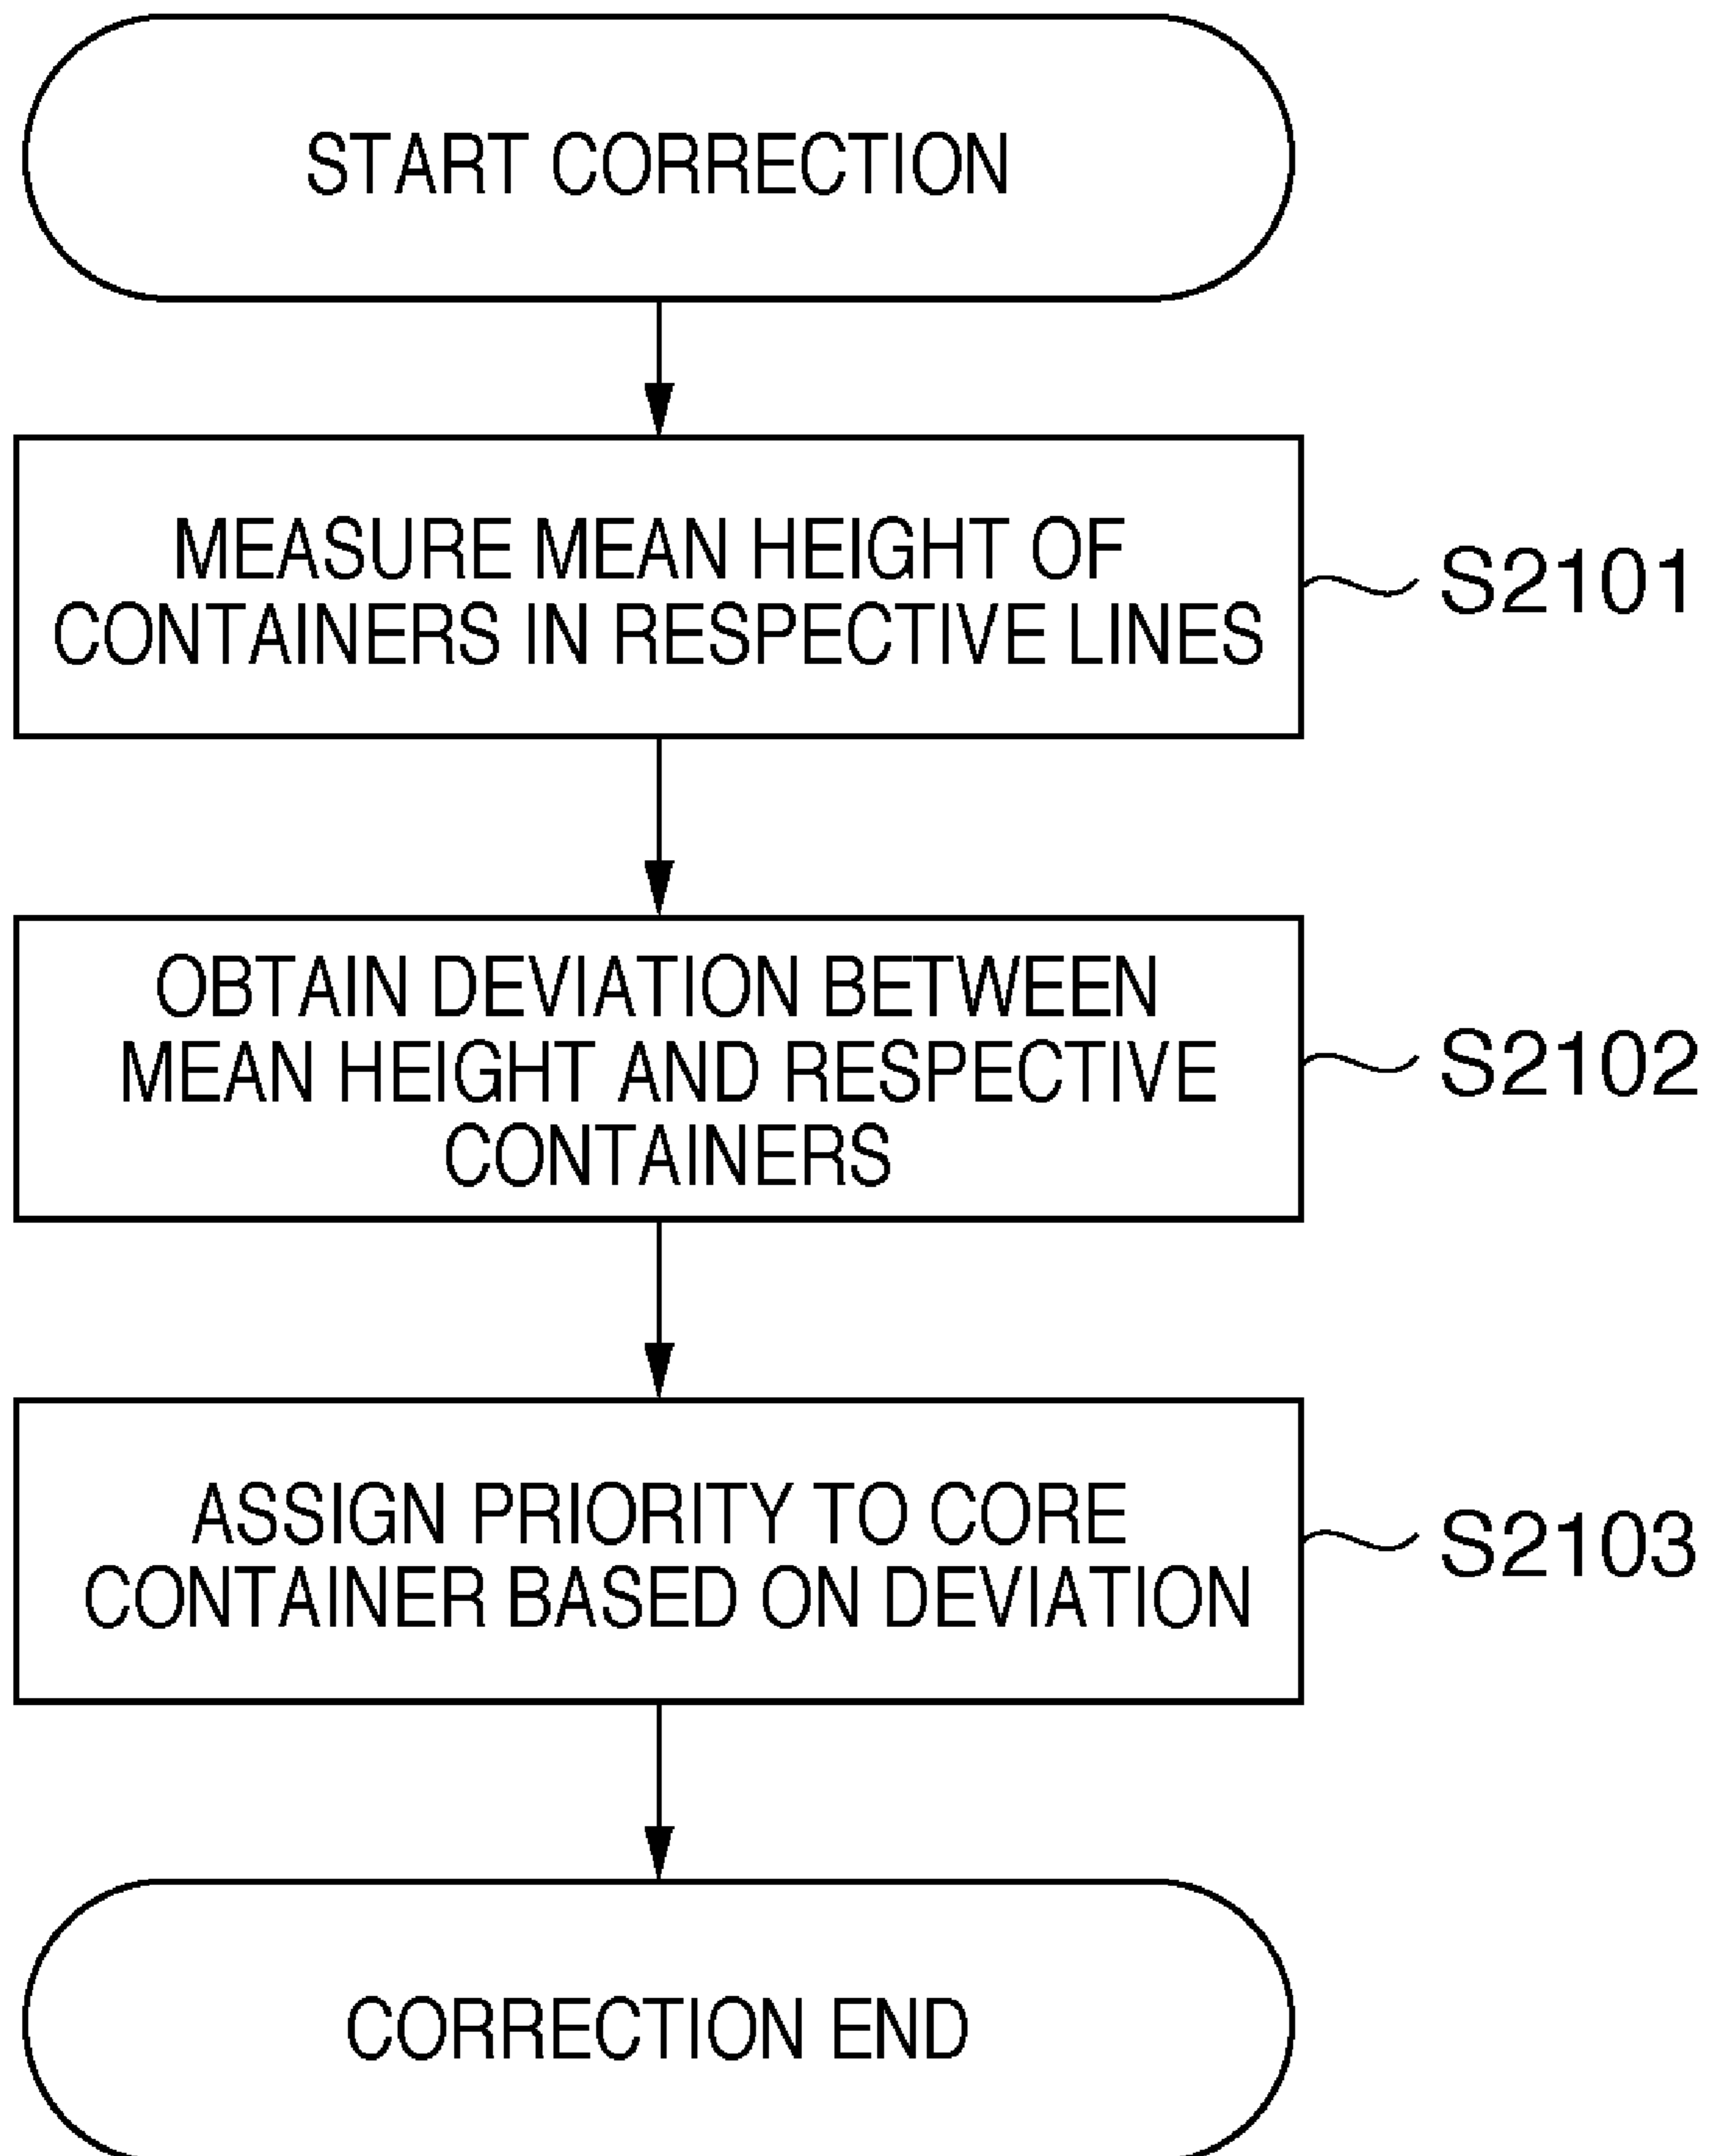 START CORRECTION
MEASURE MEAN HEIGHT OF
CONTAINERS IN RESPECTIVE LINES
S2101
OBTAIN DEVIATION BETWEEN
MEAN HEIGHT AND RESPECTIVE
CONTAINERS
S2102
ASSIGN PRIORITY TO CORE
CONTAINER BASED ON DEVIATION
S2103
CORRECTION END